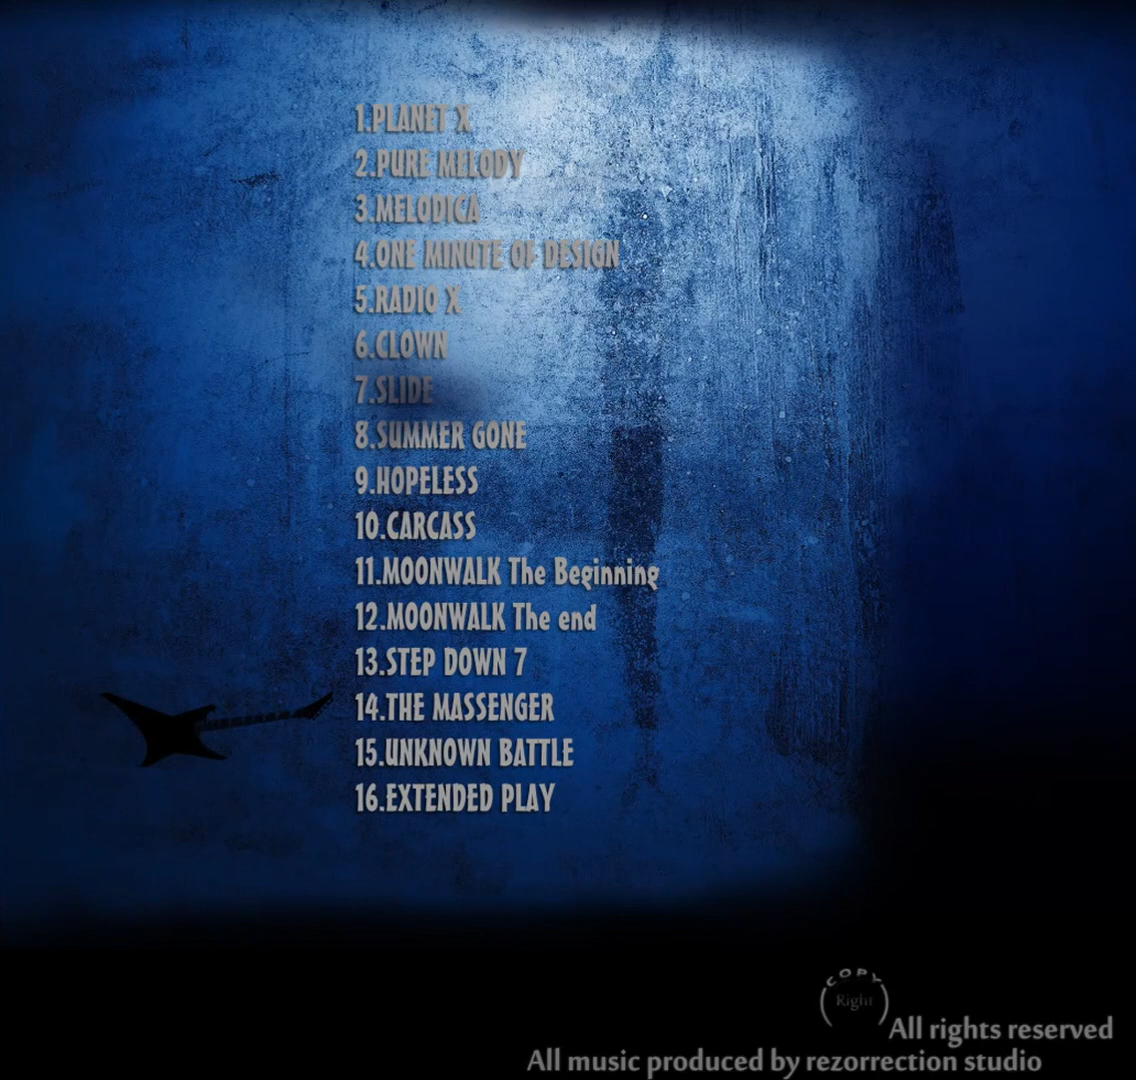 1.PLANET X
2.PURE MELODY
3.MELODICA
4.ONE MINUTE OF DESIGN
5.RADIO X
6.CLOWN
7.SLIDE
8.SUMMER GONE
9.HOPELESS
10.CARCASS
11.MOONWALK The Beginning
12.MOONWALK The end
13.STEP DOWN 7
14.THE MASSENGER
15.UNKNOWN BATTLE
16.EXTENDED PLAY
COPY
Right
All rights reserved
All music produced by rezorrection studio